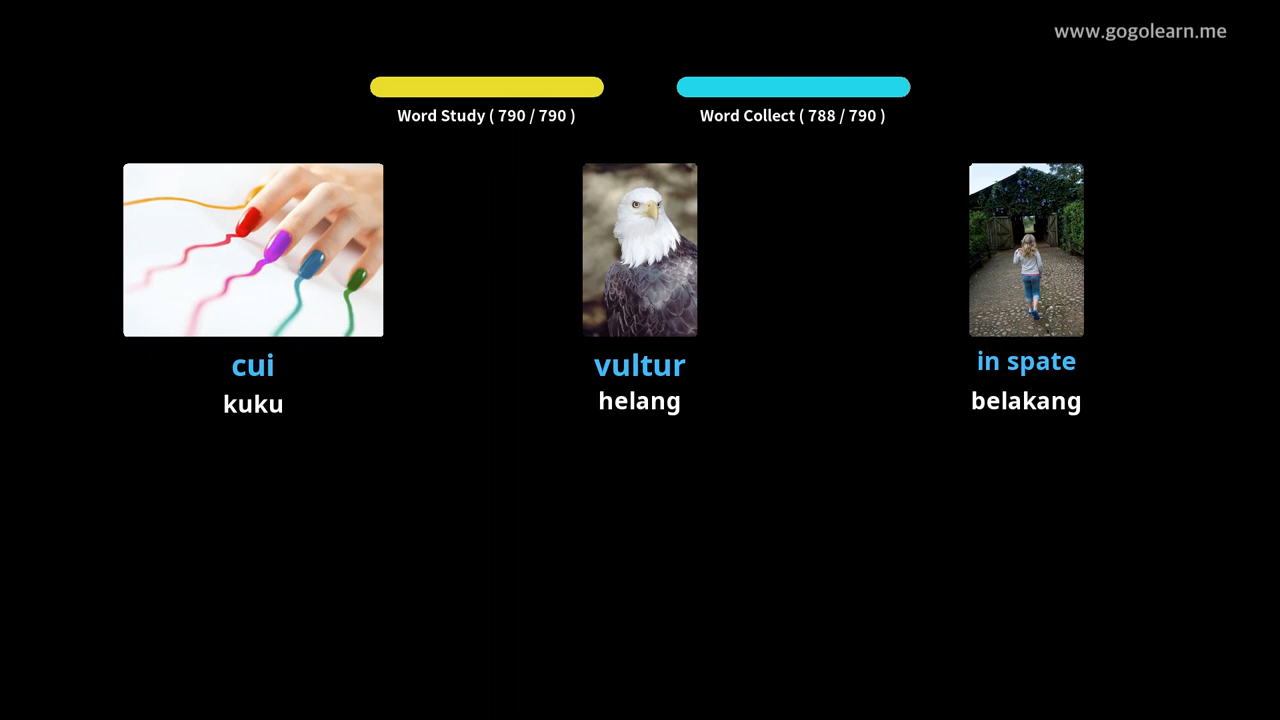 www.gogolearn.me
Word Study ( 790 / 790 )
Word Collect ( 788 / 790 )
cui
kuku
vultur
helang
in spate
belakang